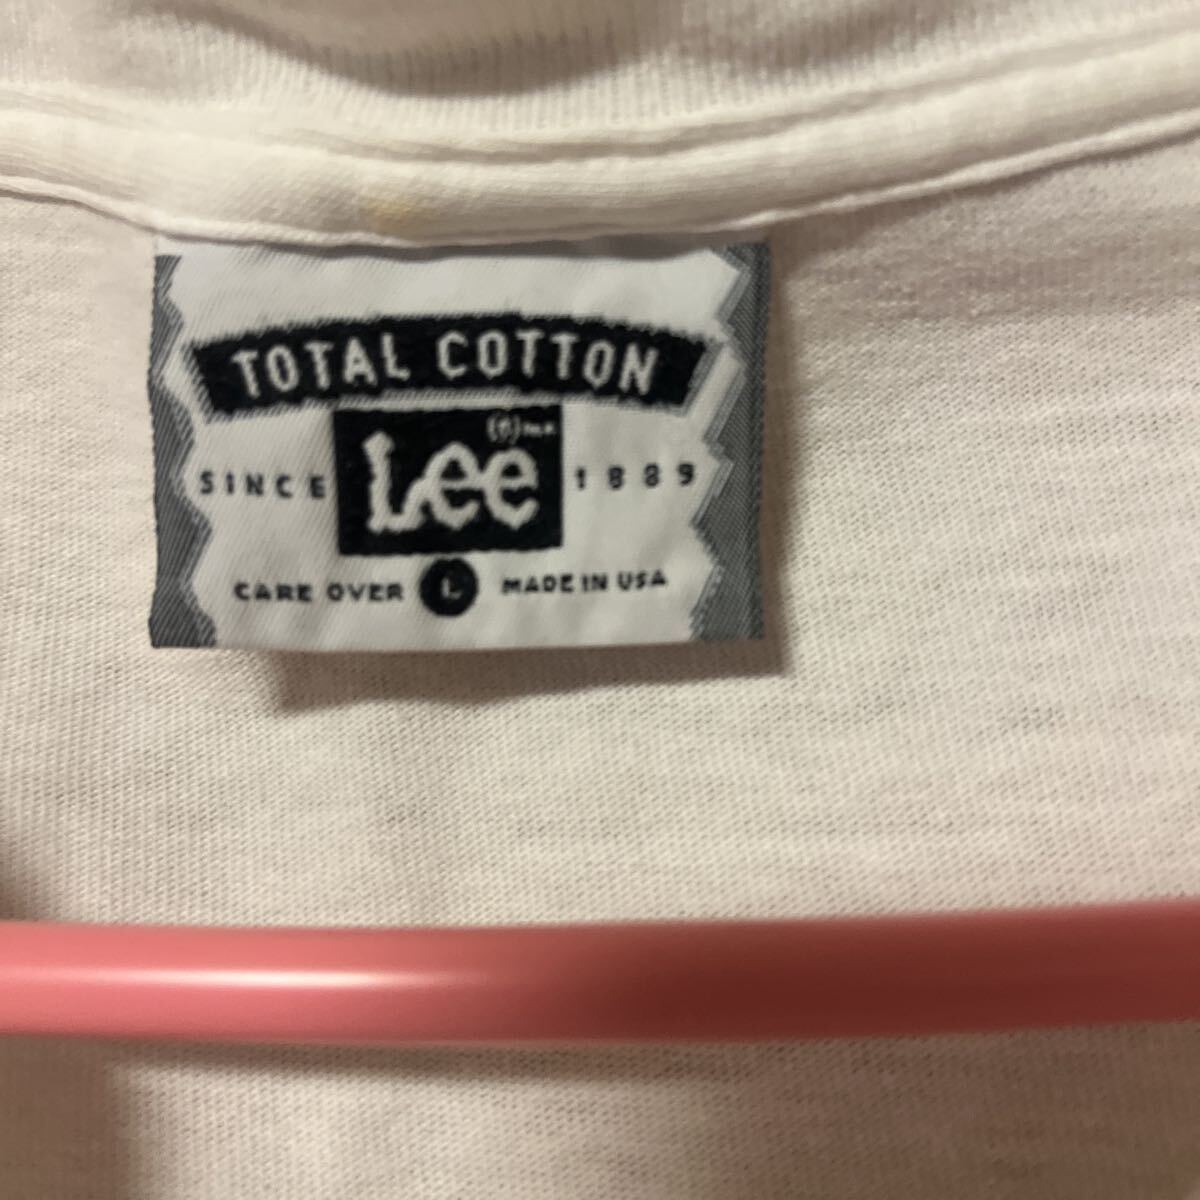 TOTAL COTTON
Lee
SINCE 1889
CARE OVER L MADE IN USA